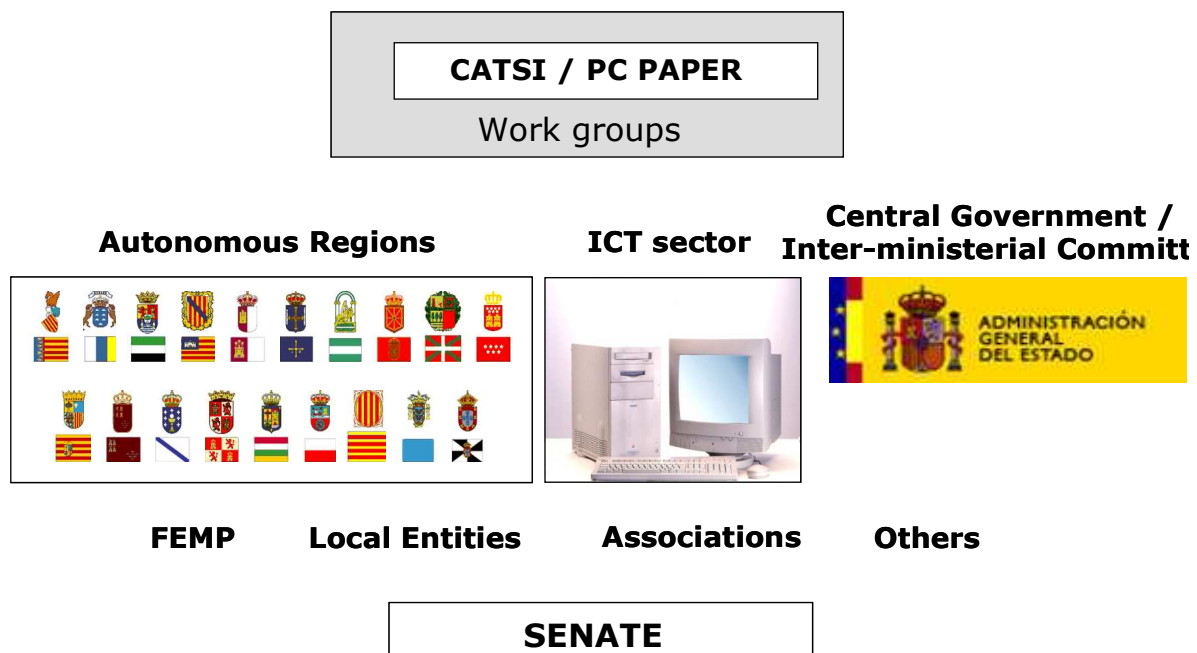 CATSI / PC PAPER
Work groups
Autonomous Regions
ICT sector
Central Government /
Inter-ministerial Committ
ADMINISTRACIÓN
GENERAL
DEL ESTADO
FEMP
Local Entities
Associations
Others
SENATE